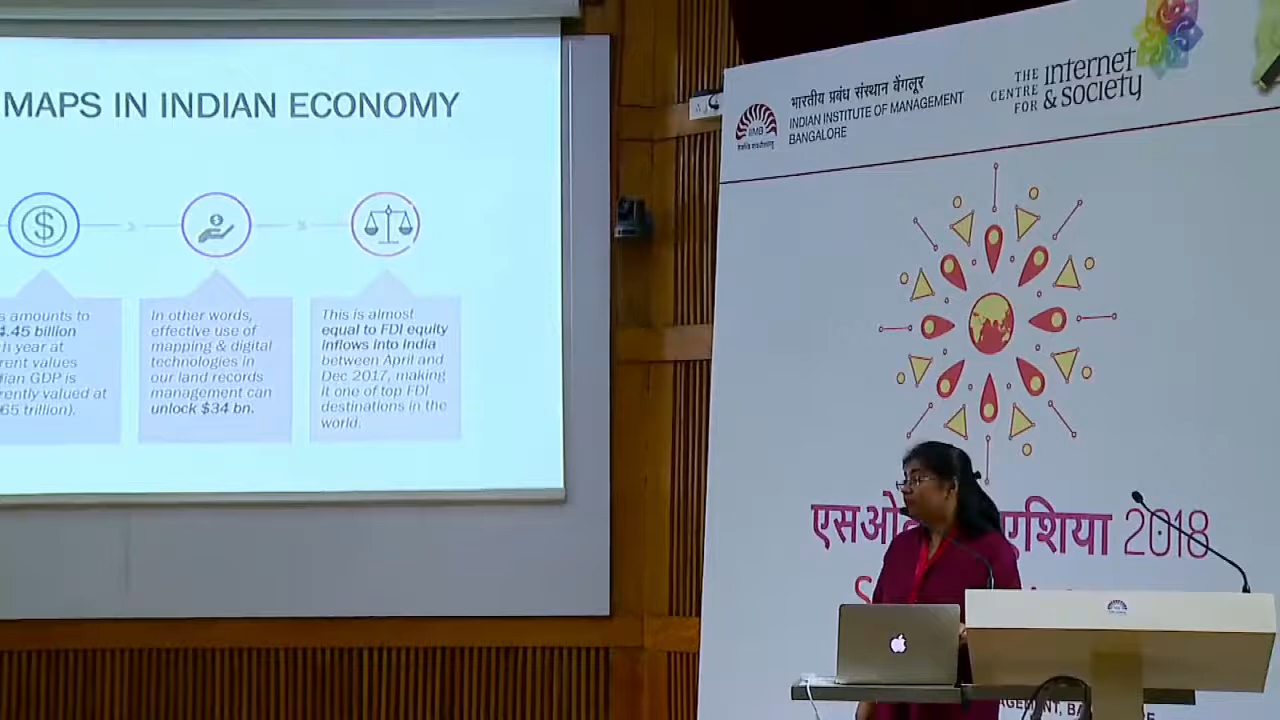 MAPS IN INDIAN ECONOMY
$
amounts to
.45 billion
year at
values
GDP is
valued at
65 trillion).
In other words,
effective use of
mapping & digital
technologies in
our land records
management can
unlock $34 bn.
This is almost
equal to FDI equity
inflows into India
between April and
Dec 2017, making
it one of top FDI
destinations in the
world.
भारतीय प्रबंध संस्थान बेंगलूर
INDIAN INSTITUTE OF MANAGEMENT
BANGALORE
IIMB
THE
CENTRE
FOR
internet
& society
एशिया 2018